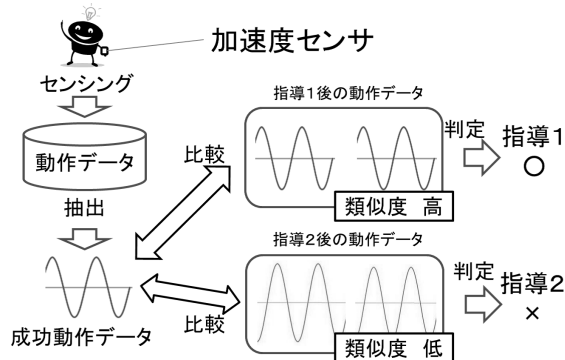 加速度センサ
センシング
動作データ
抽出
成功動作データ
比較
指導1後の動作データ
類似度 高
判定
指導1
○
比較
指導2後の動作データ
類似度 低
判定
指導2
×